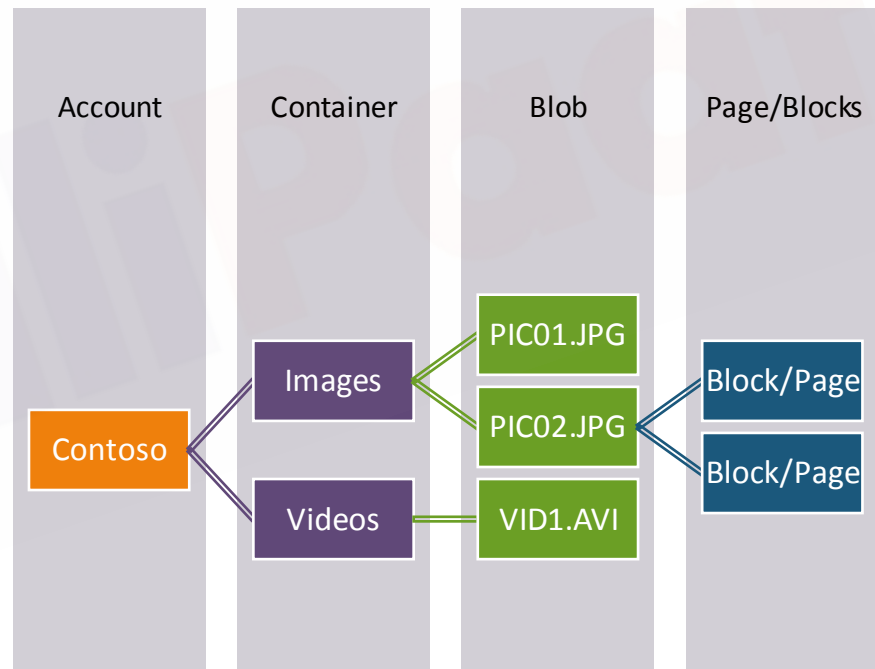 Account
Container
Blob
Page/Blocks
PIC01.JPG
Images
Block/Page
PIC02.JPG
Contoso
Block/Page
Videos
VID1.AVI